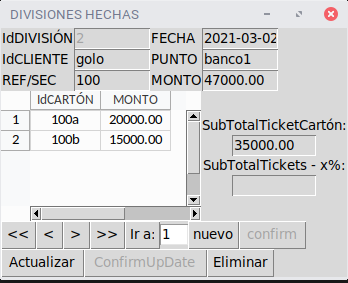 DIVISIONES HECHAS
IdDIVISIÓN 2 FECHA 2021-03-02
IdCLIENTE golo PUNTO banco1
REF/SEC 100 MONTO 47000.00
IdCARTÓN MONTO
1 100a 20000.00
2 100b 15000.00
SubTotalTicketCartón:
35000.00
SubTotalTickets - x%:
<< < > >> Ir a: 1 nuevo confirm
Actualizar ConfirmUpDate Eliminar